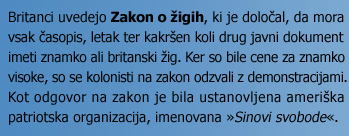 Britanci uvedejo Zakon o žigih, ki je določal, da mora
vsak časopis, letak ter kakršen koli drug javni dokument
imeti znamko ali britanski žig. Ker so bile cene za znamko
visoke, so se kolonisti na zakon odzvali z demonstracijami.
Kot odgovor na zakon je bila ustanovljena ameriška
patriotska organizacija, imenovana »Sinovi svobode«.